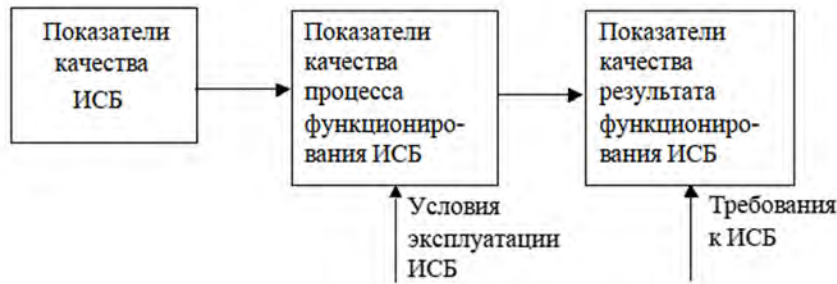 Показатели
качества
ИСБ
Показатели
качества
процесса
функциониро-
вания ИСБ
Показатели
качества
результата
функциониро-
вания ИСБ
Условия
эксплуатации
ИСБ
Требования
к ИСБ